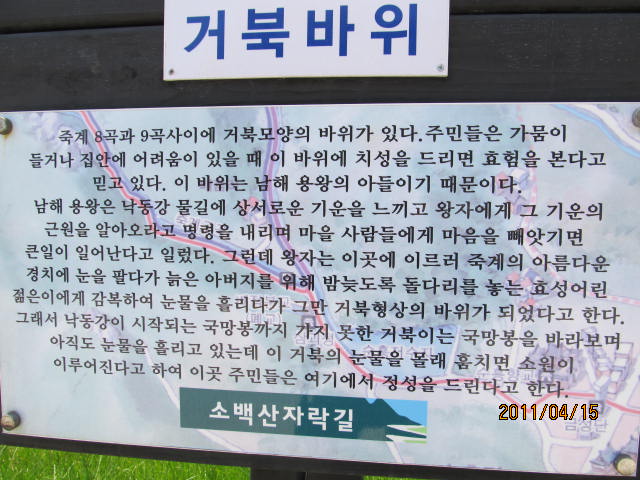 거북바위
죽계 8곡과 9곡사이에 거북모양의 바위가 있다. 주민들은 가뭄이
들거나 집안에 어려움이 있을 때 이 바위에 치성을 드리면 효험을 본다고
믿고 있다. 이 바위는 남해 용왕의 아들이기 때문이다.
남해 용왕은 낙동강 물길에 상서로운 기운을 느끼고 왕자에게 그 기운의
근원을 알아오라고 명령을 내리며 마을 사람들에게 마음을 빼앗기면
큰일이 일어난다고 일렀다. 그런데 왕자는 이곳에 이르러 죽계의 아름다운
경치에 눈을 팔다가 늙은 아버지를 위해 밤늦도록 돌다리를 놓는 효성어린
젊은이에게 감복하여 눈물을 흘리다가 그만 거북형상의 바위가 되었다고 한다.
그래서 낙동강이 시작되는 국망봉까지 가지 못한 거북이는 국망봉을 바라보며
아직도 눈물을 흘리고 있는데 이 거북의 눈물을 몰래 훔치면 소원이
이루어진다고 하여 이곳 주민들은 여기에서 정성을 드린다고 한다.
소백산자락길
2011/04/15